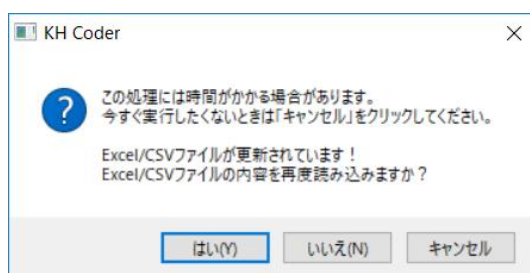 KH Coder
この処理には時間がかかる場合があります。
今すぐ実行したくないときは「キャンセル」をクリックしてください。
Excel/CSVファイルが更新されています！
Excel/CSVファイルの内容を再度読み込みますか？
はい(Y)
いいえ(N)
キャンセル